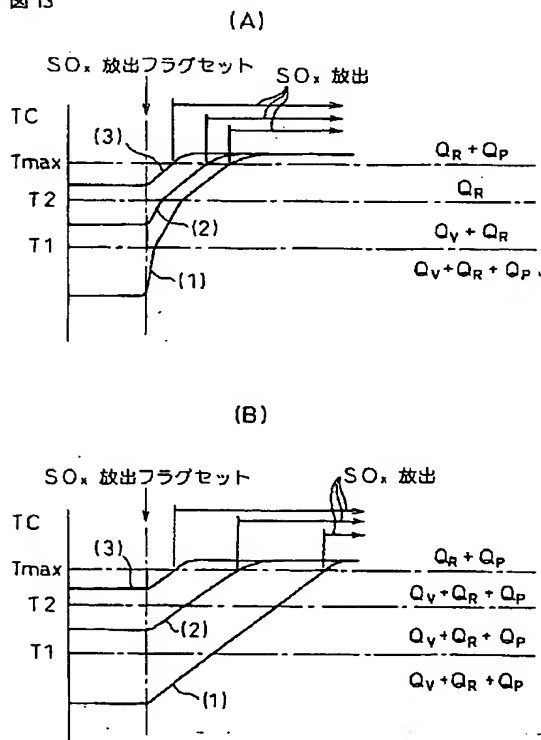 図13
(A)
SOx 放出フラグセット
SOx 放出
TC
(3)
Tmax
QR+QP
QR
T2
(2)
QV+QR
T1
(1)
QV+QR+QP
(B)
SOx 放出フラグセット
SOx 放出
TC
(3)
Tmax
QR+QP
T2
QV+QR+QP
(2)
QV+QR+QP
T1
(1)
QV+QR+QP